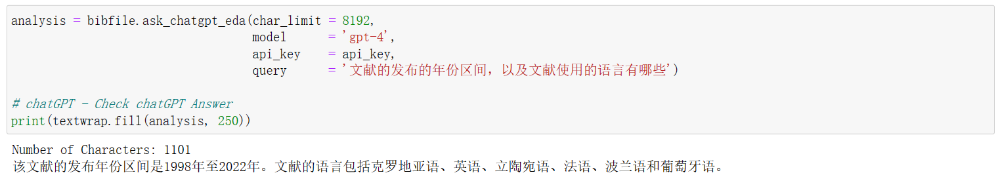 analysis = bibfile.ask_chatgpt_eda(char_limit = 8192,
model = 'gpt-4',
api_key = api_key,
query = '文献的发布的年份区间，以及文献使用的语言有哪些')
# chatGPT - Check chatGPT Answer
print(textwrap.fill(analysis, 250))
Number of Characters: 1101
该文献的发布年份区间是1998年至2022年。文献的语言包括克罗地亚语、英语、立陶宛语、法语、波兰语和葡萄牙语。